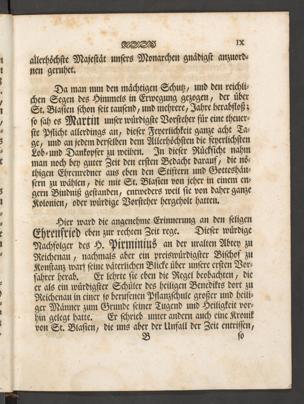 IX
allerhöchste Majestät unsers Monarchen gnädigst anzuord-
nen geruhet.
Da man nun den mächtigen Schutz, und den reichli-
chen Segen des Himmels in Erwegung gezogen, der über
St. Blasien schon seit tausend, und mehrere, Jahre herabfloß;
so sah es Martin unser würdigster Vorsteher für eine theuer-
ste Pflicht allerdings an, dieser Feyerlichkeit ganze acht Ta-
ge, und an jedem derselben dem Allerhöchsten die feyerlichsten
Lob- und Dankopfer zu weihen. In dieser Rücksicht nahm
man noch bey guter Zeit den ersten Bedacht darauf, die nö-
thigen Ehrenredner aus eben den Stiftern und Gotteshäu-
sern zu wählen, die mit St. Blasien von jeher in einem en-
gen Bindniß gestanden, entweders weil sie von daher ganze
Kolonien, oder würdige Vorsteher hergeholt hatten.
Hier ward die angenehme Erinnerung an den seligen
Ehrenfried eben zur rechten Zeit rege. Dieser würdige
Nachfolger des H. Pirminius an der uralten Abtey zu
Reichenau, nachmals aber ein preiswürdigster Bischof zu
Konstanz warf seine väterlichen Blicke über unsere ersten Vor-
fahrer herab. Er lehrte sie eben die Regel beobachten, die
er als ein würdigster Schüler des heiligen Benedikts dort zu
Reichenau in einer so berufenen Pflanzschule großer und heili-
ger Männer zum Grunde seiner Tugend und Heiligkeit vor-
hin gelegt hatte. Er schrieb unter andern auch eine Kronik
von St. Blasien, die uns aber der Unfall der Zeit entrissen,
B so